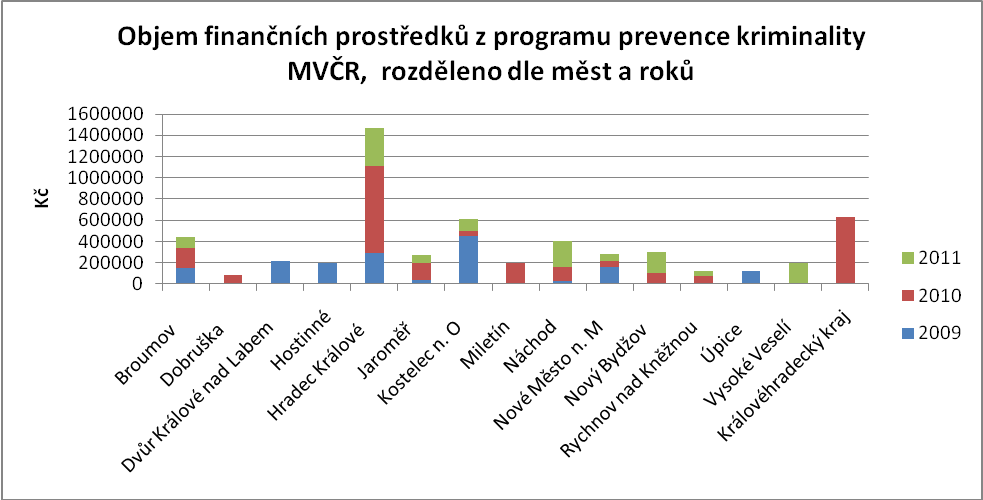 Objem finančních prostředků z programu prevence kriminality
MVČR, rozděleno dle měst a roků
Kč
1600000
1400000
1200000
1000000
800000
600000
400000
200000
0
Broumov
Dobruška
Dvůr Králové nad Labem
Hostinné
Hradec Králové
Jaroměř
Kostelec n. O
Miletín
Náchod
Nové Město n. M
Nový Bydžov
Rychnov nad Kněžnou
Úpice
Vysoké Veselí
Královéhradecký kraj
2011
2010
2009